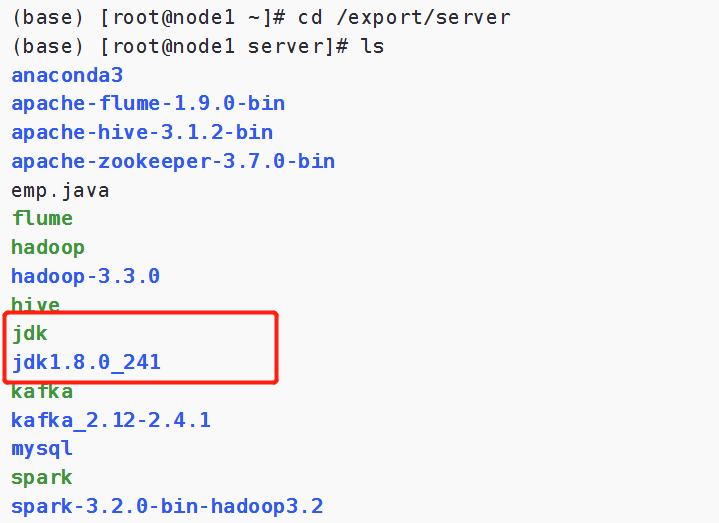 (base) [root@node1 ~]# cd /export/server
(base) [root@node1 server]# ls
anaconda3
apache-flume-1.9.0-bin
apache-hive-3.1.2-bin
apache-zookeeper-3.7.0-bin
emp.java
flume
hadoop
hadoop-3.3.0
hive
jdk
jdk1.8.0_241
kafka
kafka_2.12-2.4.1
mysql
spark
spark-3.2.0-bin-hadoop3.2